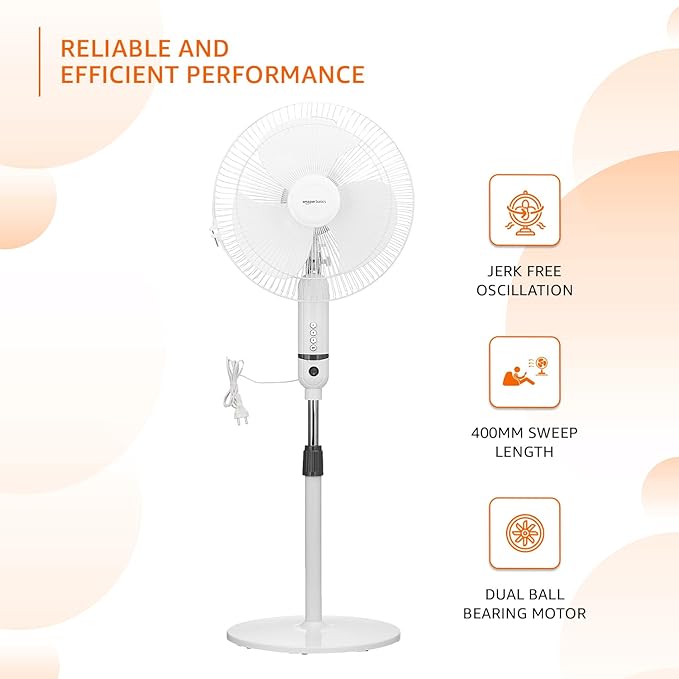 RELIABLE AND
EFFICIENT PERFORMANCE
amazon basics
JERK FREE
OSCILLATION
400MM SWEEP
LENGTH
DUAL BALL
BEARING MOTOR